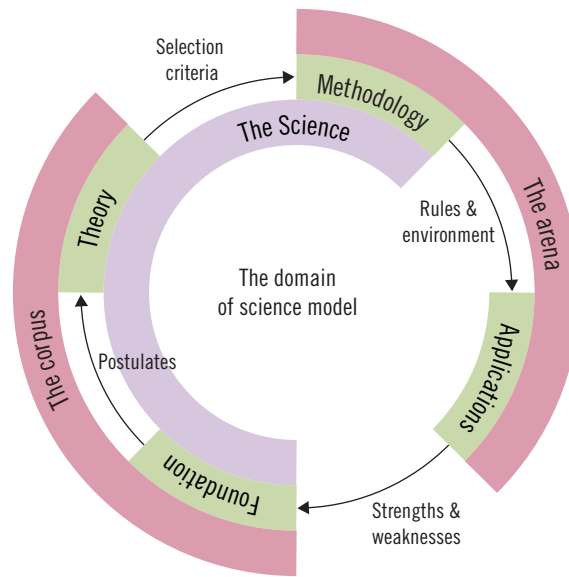 Selection
criteria
Methodology
The Science
The arena
Rules &
environment
Theory
The domain
of science model
The corpus
Postulates
Applications
Foundation
Strengths &
weaknesses